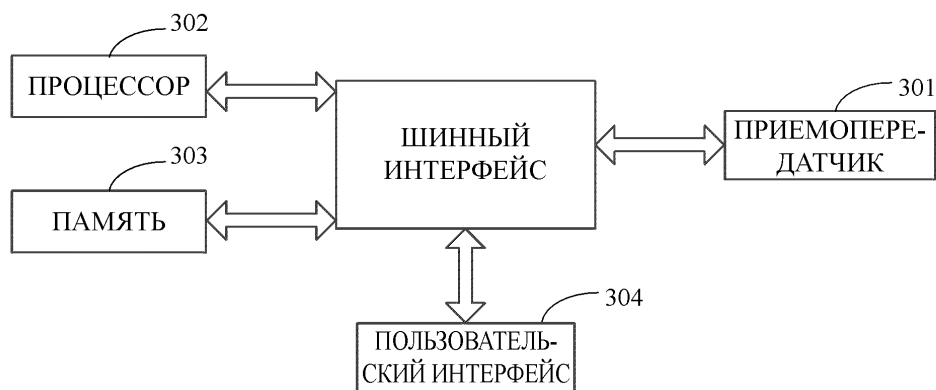 302
ПРОЦЕССОР
303
ПАМЯТЬ
ШИННЫЙ
ИНТЕРФЕЙС
301
ПРИЕМОПЕРЕ-
ДАТЧИК
304
ПОЛЬЗОВАТЕЛЬ-
СКИЙ ИНТЕРФЕЙС